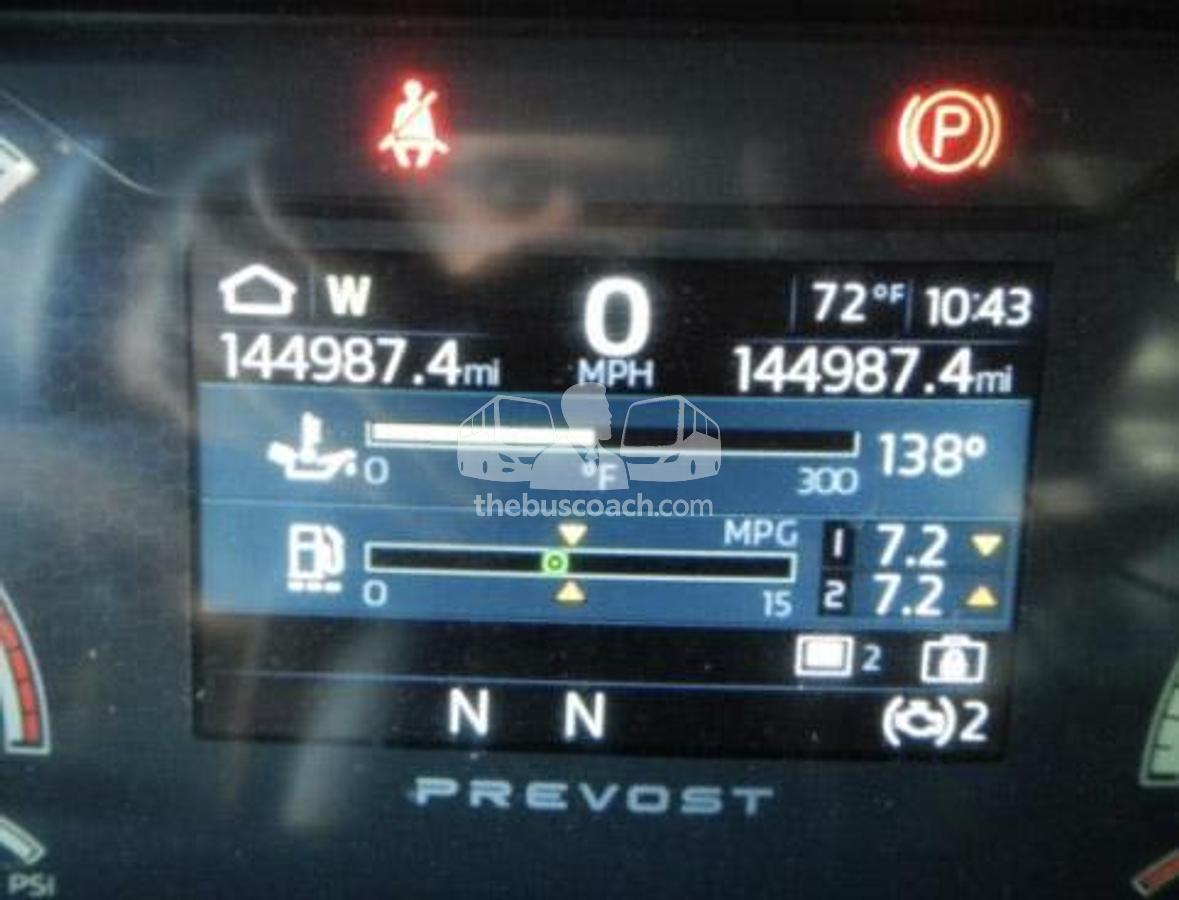 P
W 0 72°F 10:43
144987.4mi MPH 144987.4mi
138°
0 °F 300
thebuscoach.com
MPG 1 7.2
0 15 2 7.2
2
N N 2
PREVOST
PSI